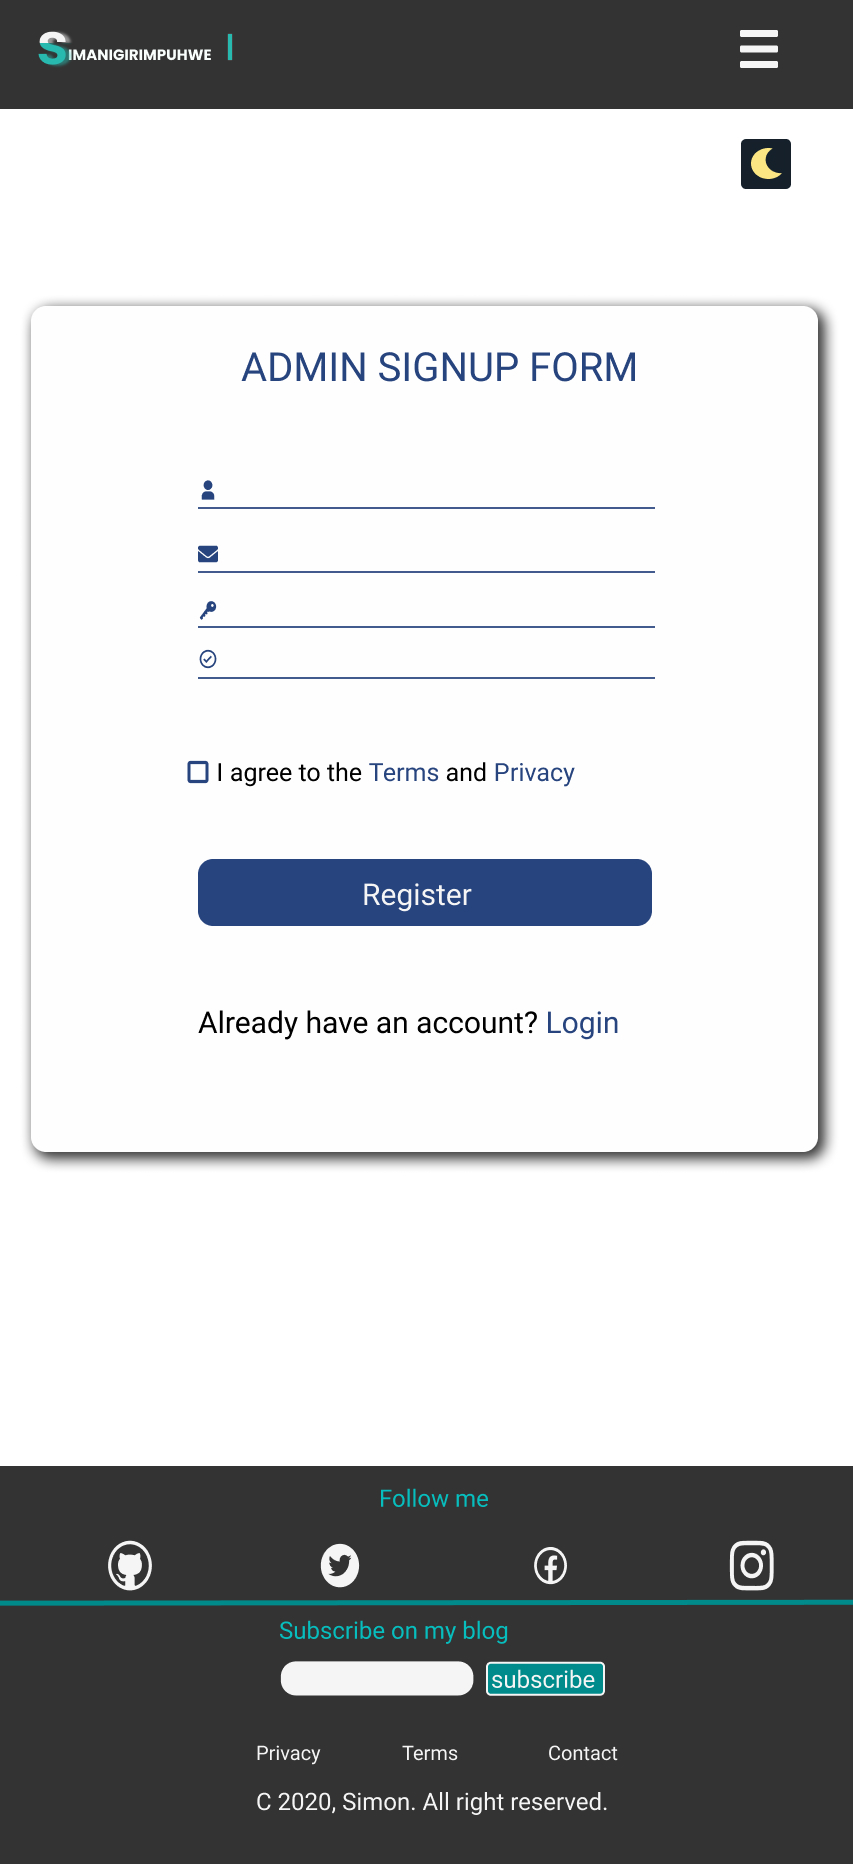 SIMANIGIRIMPUHWE
ADMIN SIGNUP FORM
I agree to the Terms and Privacy
Register
Already have an account? Login
Follow me
Subscribe on my blog
subscribe
Privacy Terms Contact
C 2020, Simon. All right reserved.